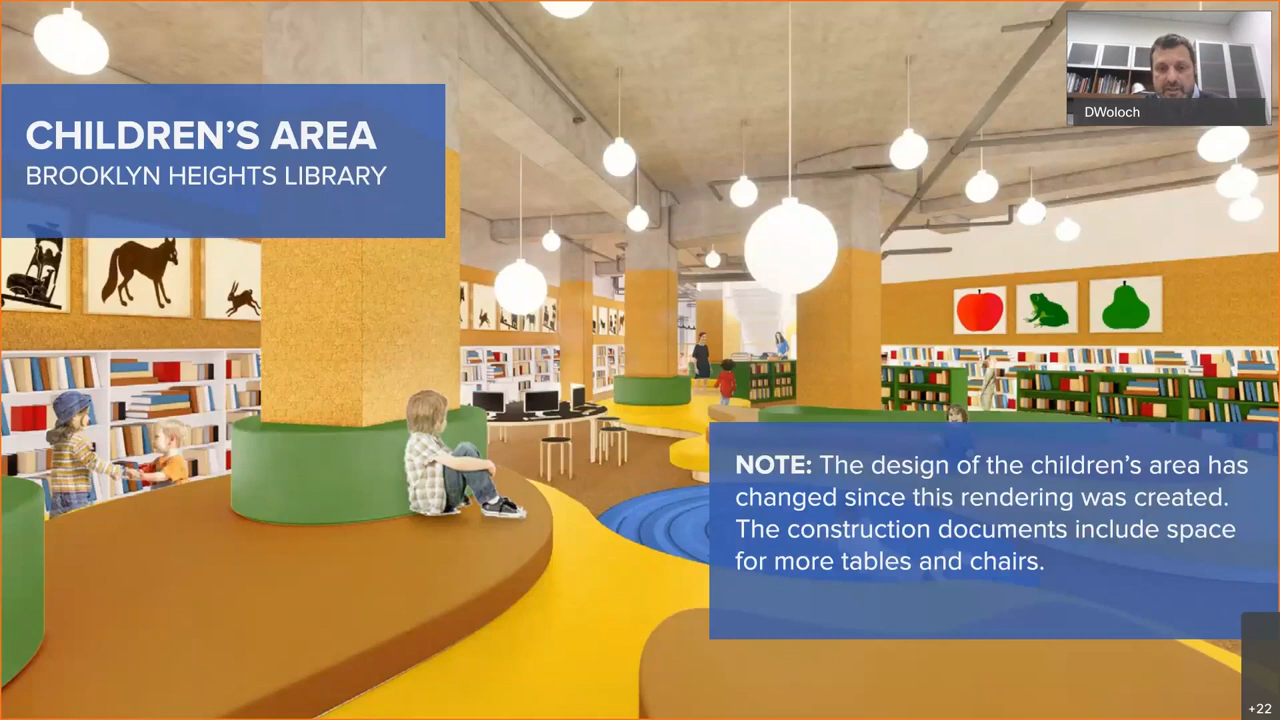 CHILDREN’S AREA
BROOKLYN HEIGHTS LIBRARY
DWoloch
NOTE: The design of the children’s area has
changed since this rendering was created.
The construction documents include space
for more tables and chairs.
+22